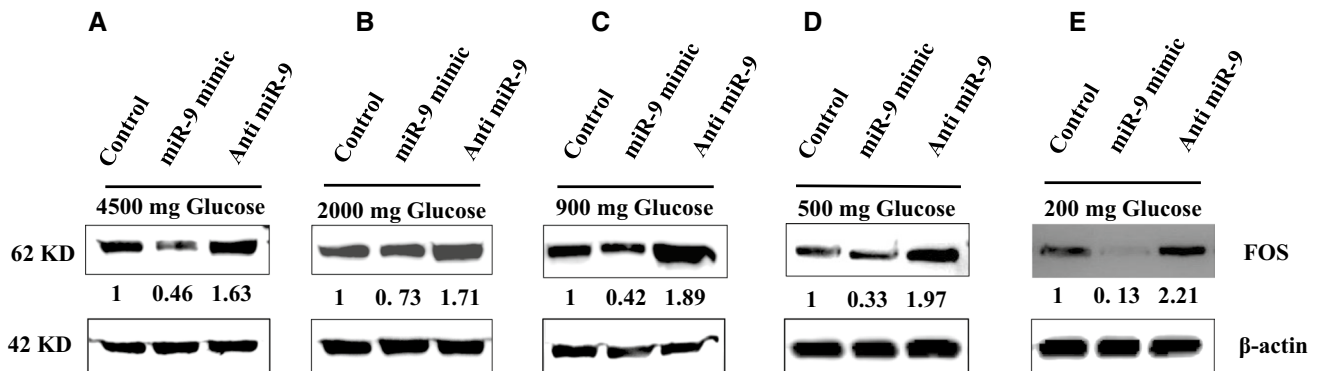 A B C D E
Control miR-9 mimic Anti miR-9 Control miR-9 mimic Anti miR-9 Control miR-9 mimic Anti miR-9 Control miR-9 mimic Anti miR-9 Control miR-9 mimic Anti miR-9
4500 mg Glucose 2000 mg Glucose 900 mg Glucose 500 mg Glucose 200 mg Glucose
62 KD FOS
1 0.46 1.63 1 0. 73 1.71 1 0.42 1.89 1 0.33 1.97 1 0. 13 2.21
42 KD β-actin